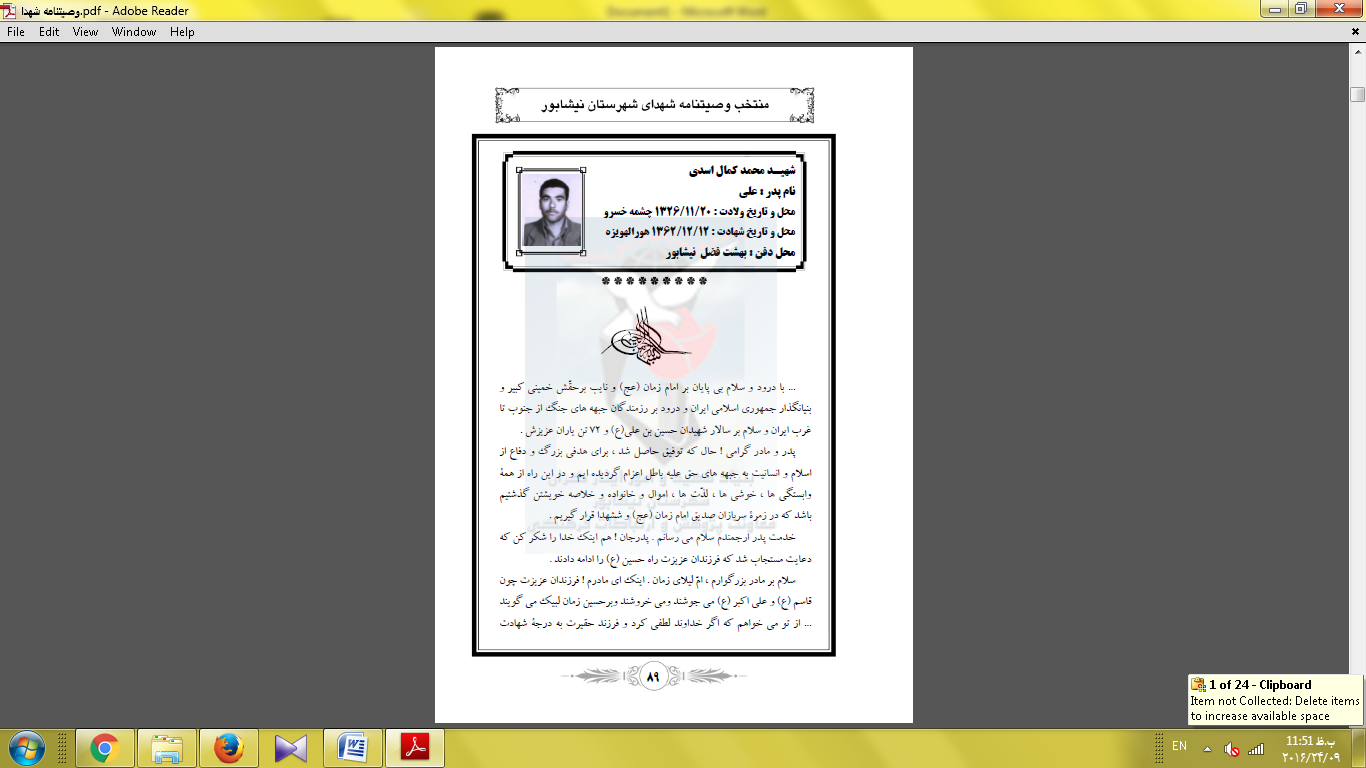 وصیتنامه شهدا.pdf - Adobe Reader
Document1 - Microsoft Word
File Edit View Window Help
منتخب وصیتنامه شهدای شهرستان نیشابور
شهیــد محمد کمال اسدی
نام پدر : علی
محل و تاریخ ولادت : ۱۳۲۶/۱۱/۲۰ چشمه خسرو
محل و تاریخ شهادت : ۱۳۶۲/۱۲/۱۲ هورالهویزه
محل دفن : بهشت فضل نیشابور
... با درود و سلام بی پایان بر امام زمان (عج) و نایب برحقّش خمینی کبیر و
بنیانگذار جمهوری اسلامی ایران و درود بر رزمندگان جبهه های جنگ از جنوب تا
غرب ایران و سلام بر سالار شهیدان حسین بن علی(ع) و ۷۲ تن یاران عزیزش .
پدر و مادر گرامی ! حال که توفیق حاصل شد ، برای هدفی بزرگ و دفاع از
اسلام و انسانیت به جبهه های حق علیه باطل اعزام گردیده ایم و در این راه از همۀ
وابستگی ها ، خوشی ها ، لذّت ها ، اموال و خانواده و خلاصه خویشتن گذشتیم
باشد که در زمرۀ سربازان صدیق امام زمان (عج) و ششهدا قرار گیریم .
خدمت پدر ارجمندم سلام می رسانم . پدرجان ! هم اینک خدا را شکر کن که
دعایت مستجاب شد که فرزندان عزیزت راه حسین (ع) را ادامه دادند .
سلام بر مادر بزرگوارم ، امّ لیلای زمان . اینک ای مادرم ! فرزندان عزیزت چون
قاسم (ع) و علی اکبر (ع) می جوشند ومی خروشند وبرحسین زمان لبیک می گویند
... از تو می خواهم که اگر خداوند لطفی کرد و فرزند حقیرت به درجۀ شهادت
۸۹
1 of 24 - Clipboard
Item not Collected: Delete items
to increase available space
EN
11:51 ب.ظ
۲۰۱۶/۲۴/۰۹